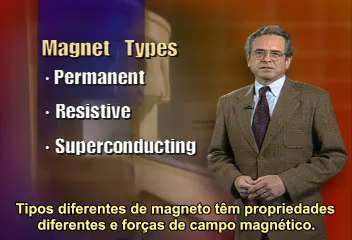 Magnet Types
· Permanent
· Resistive
· Superconducting
Tipos diferentes de magneto têm propriedades
diferentes e forças de campo magnético.